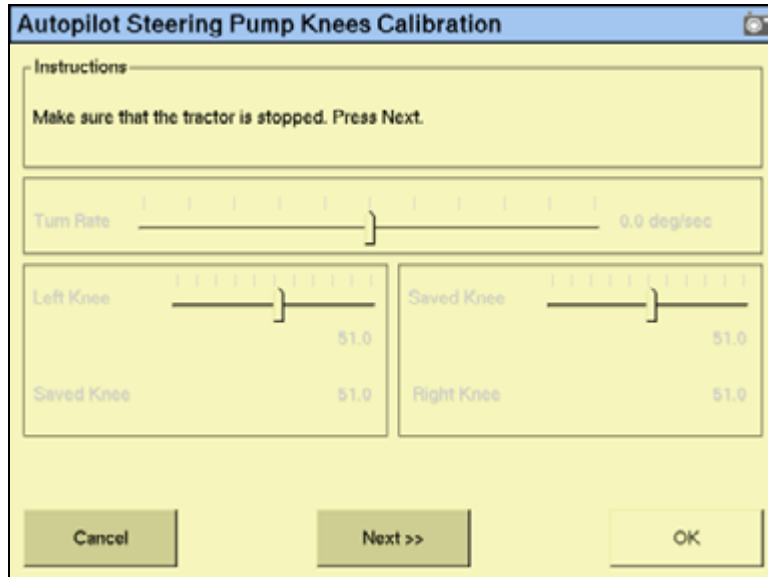 Autopilot Steering Pump Knees Calibration
Instructions
Make sure that the tractor is stopped. Press Next.
Turn Rate 0.0 deg/sec
Left Knee
51.0
Saved Knee 51.0
Saved Knee
51.0
Right Knee 51.0
Cancel Next >> OK